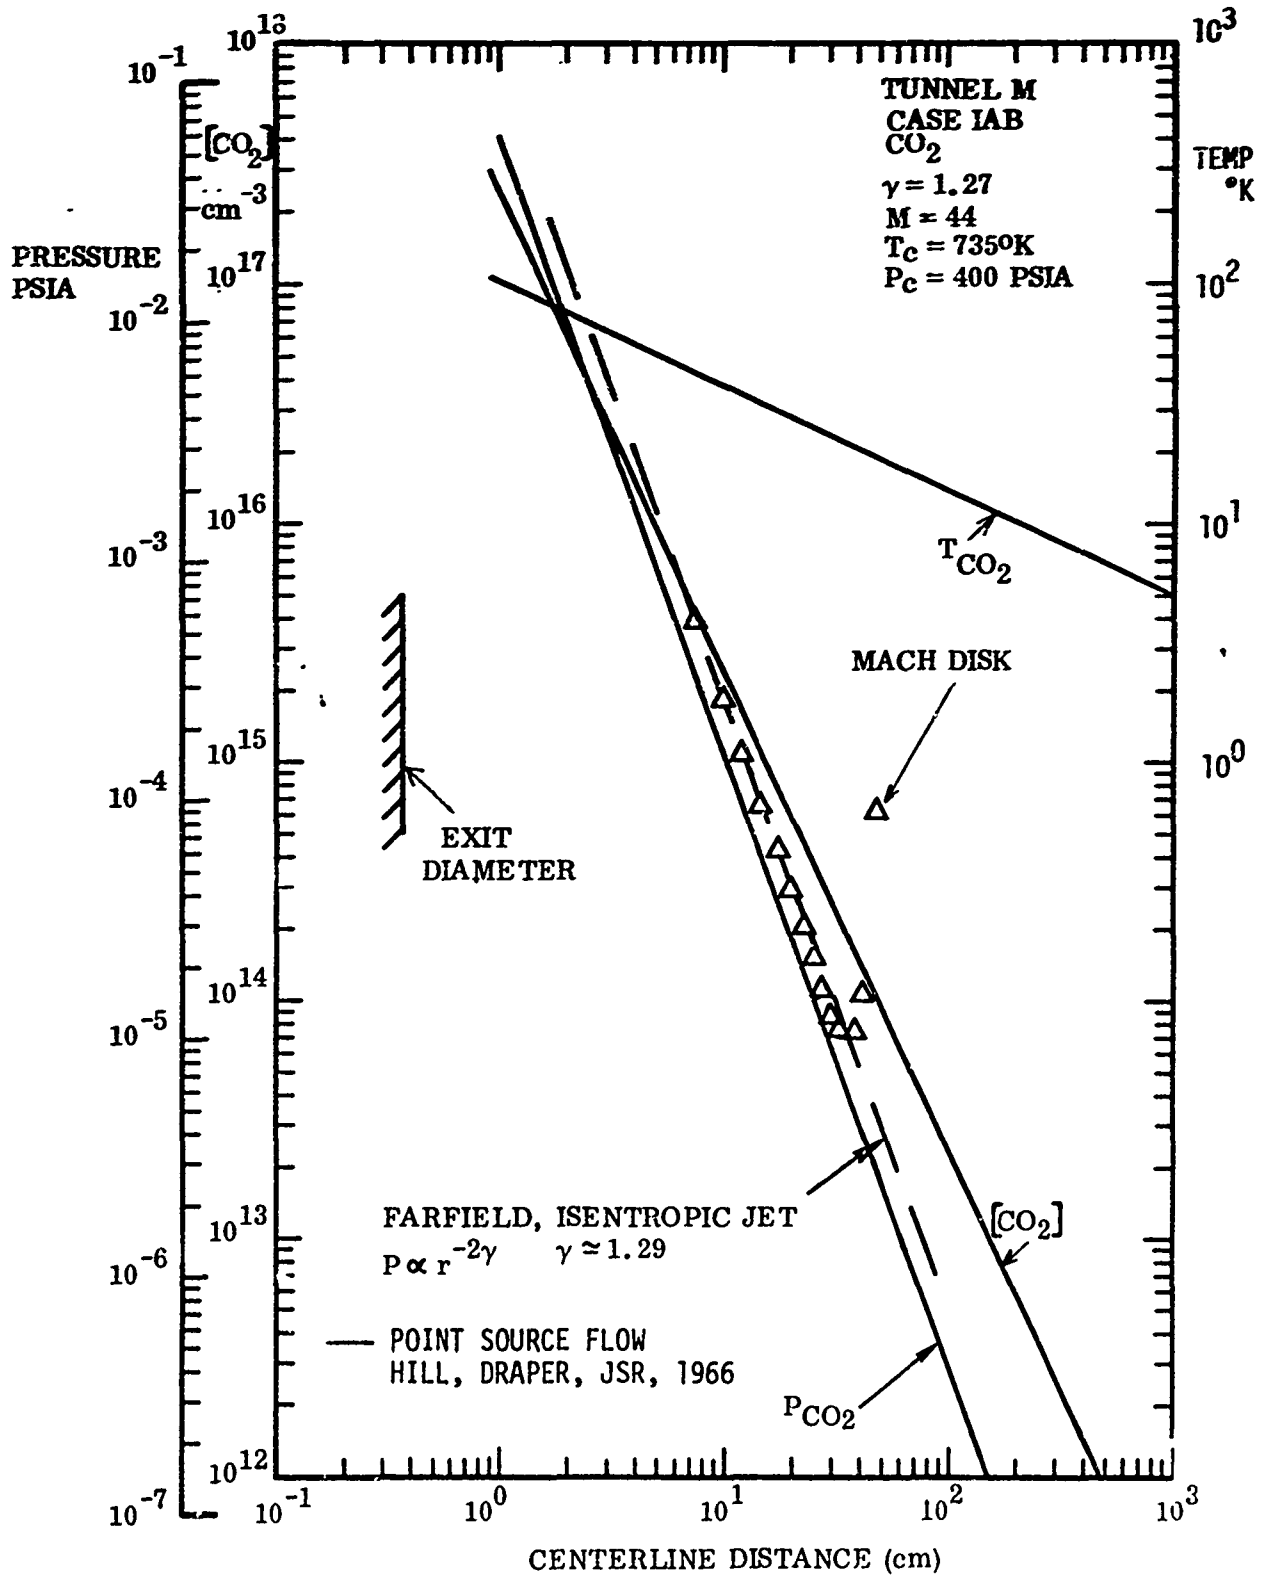 10^18
10^3
10^-1
TUNNEL M
CASE IAB
CO2
γ = 1.27
M = 44
Tc = 735°K
Pc = 400 PSIA
[CO2]
cm^-3
TEMP
°K
PRESSURE
PSIA
10^17
10^2
10^-2
10^16
10^1
10^-3
T CO2
MACH DISK
10^15
10^0
10^-4
EXIT
DIAMETER
10^14
10^-5
FARFIELD, ISENTROPIC JET
P ∝ r^-2γ γ ≃ 1.29
[CO2]
10^13
10^-6
— POINT SOURCE FLOW
HILL, DRAPER, JSR, 1966
P CO2
10^12
10^-7
10^-1 10^0 10^1 10^2 10^3
CENTERLINE DISTANCE (cm)